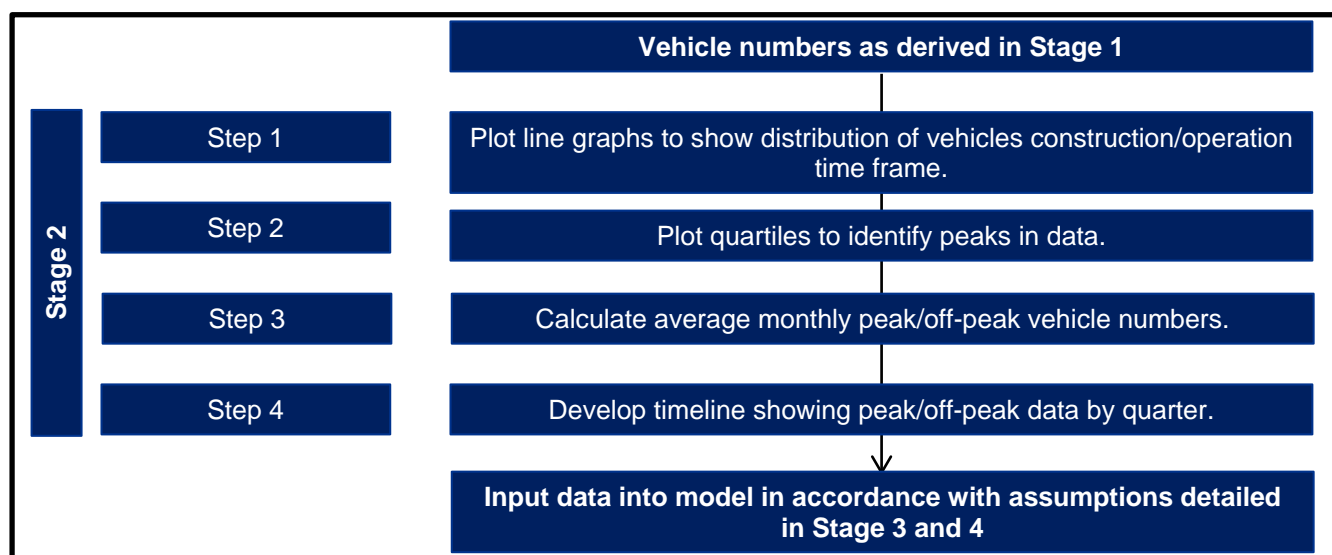 Vehicle numbers as derived in Stage 1
Stage 2
Step 1
Plot line graphs to show distribution of vehicles construction/operation
time frame.
Step 2
Plot quartiles to identify peaks in data.
Step 3
Calculate average monthly peak/off-peak vehicle numbers.
Step 4
Develop timeline showing peak/off-peak data by quarter.
Input data into model in accordance with assumptions detailed
in Stage 3 and 4